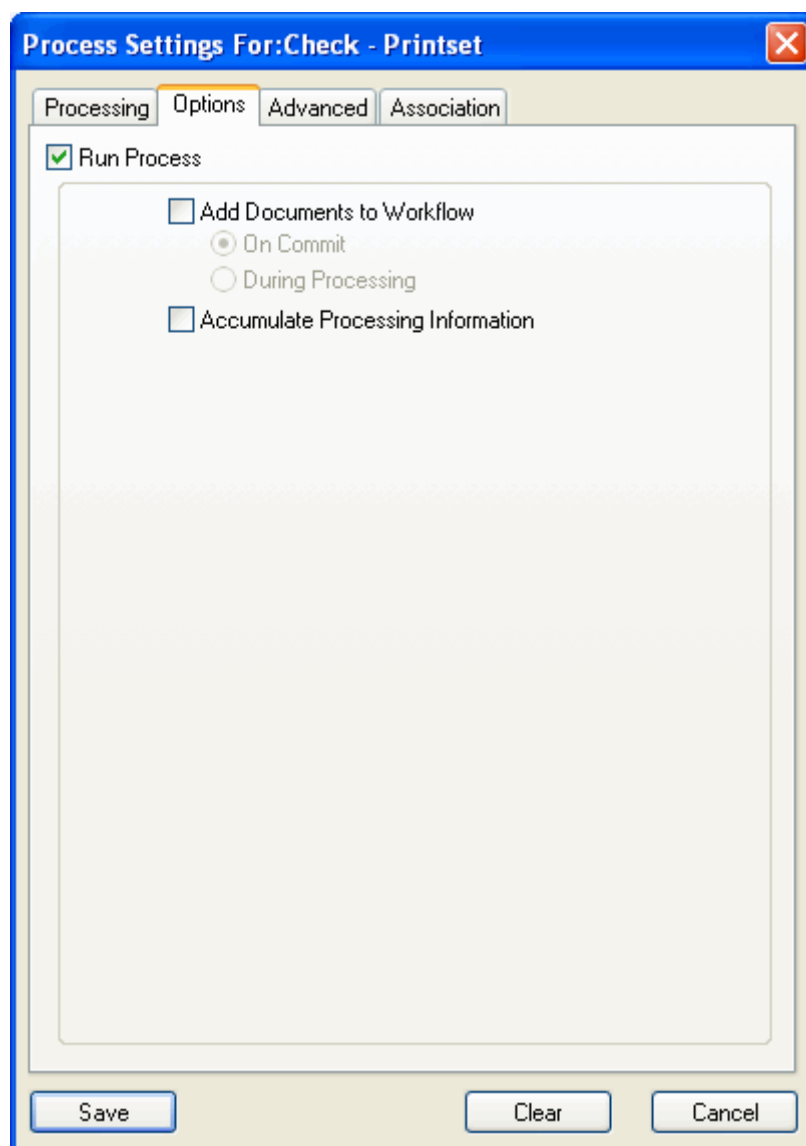 Process Settings For:Check - Printset
Processing Options Advanced Association
Run Process
Add Documents to Workflow
On Commit
During Processing
Accumulate Processing Information
Save Clear Cancel